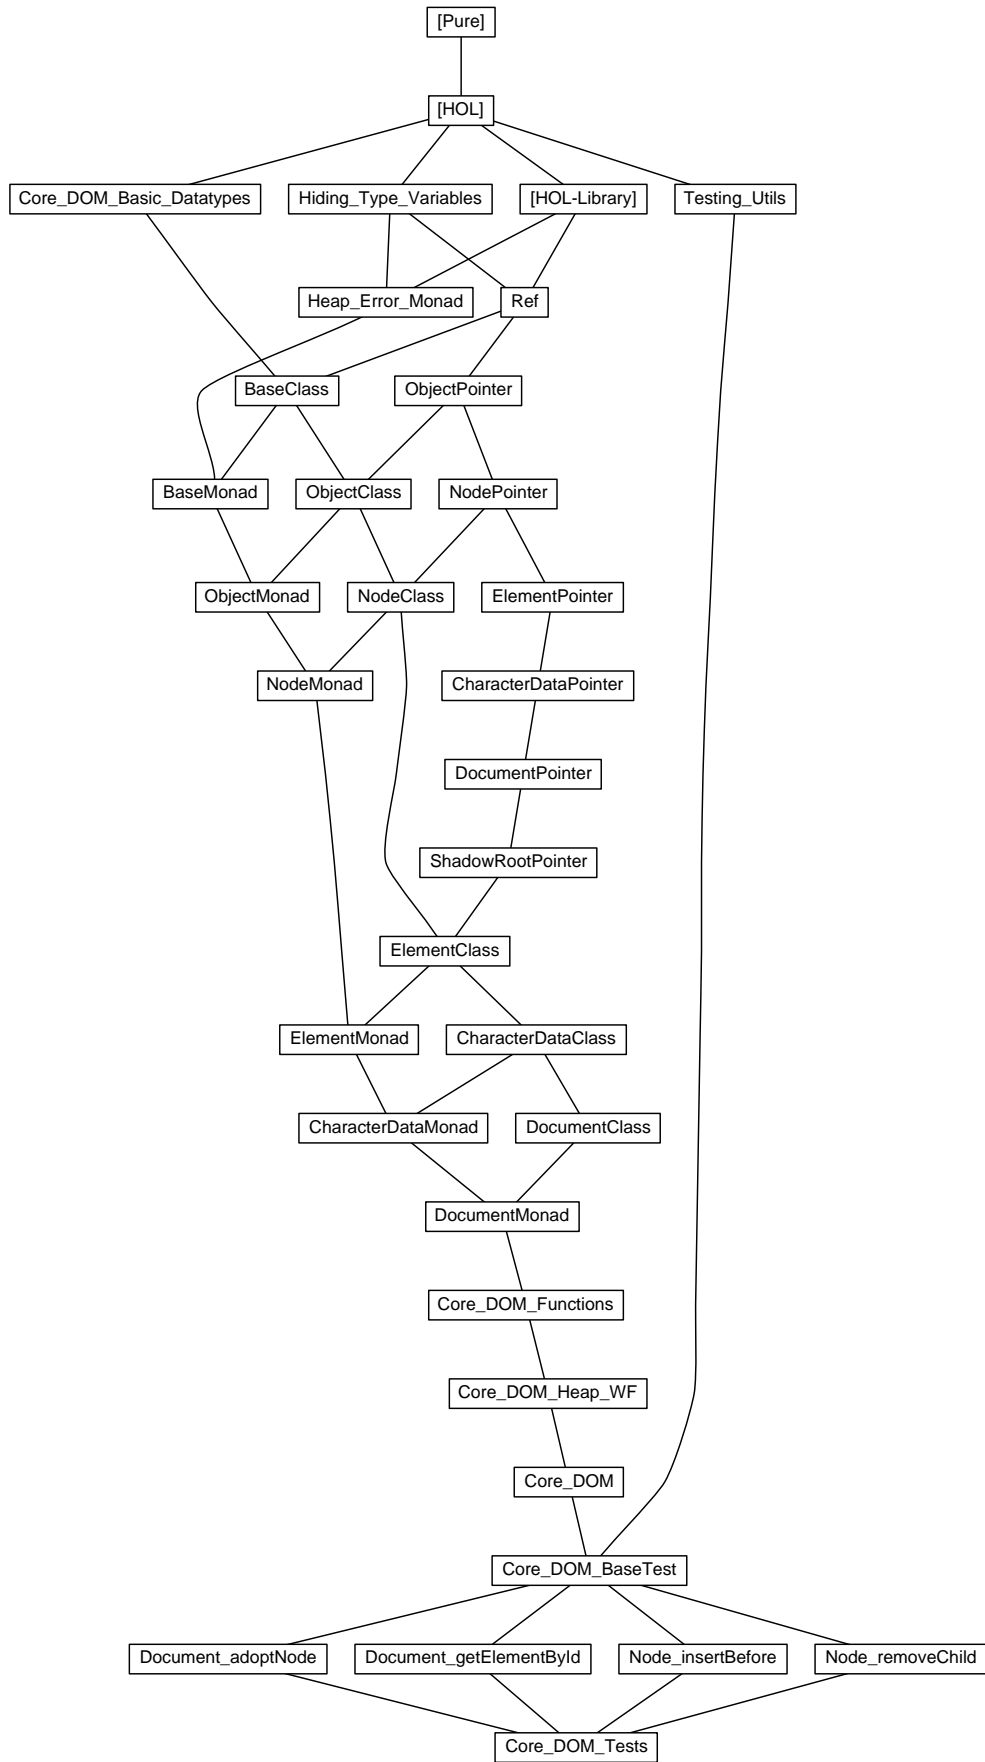 [Pure]
[HOL]
Core_DOM_Basic_Datatypes
Hiding_Type_Variables
[HOL-Library]
Testing_Utils
Heap_Error_Monad
Ref
BaseClass
ObjectPointer
BaseMonad
ObjectClass
NodePointer
ObjectMonad
NodeClass
ElementPointer
NodeMonad
CharacterDataPointer
DocumentPointer
ShadowRootPointer
ElementClass
ElementMonad
CharacterDataClass
CharacterDataMonad
DocumentClass
DocumentMonad
Core_DOM_Functions
Core_DOM_Heap_WF
Core_DOM
Core_DOM_BaseTest
Document_adoptNode
Document_getElementById
Node_insertBefore
Node_removeChild
Core_DOM_Tests